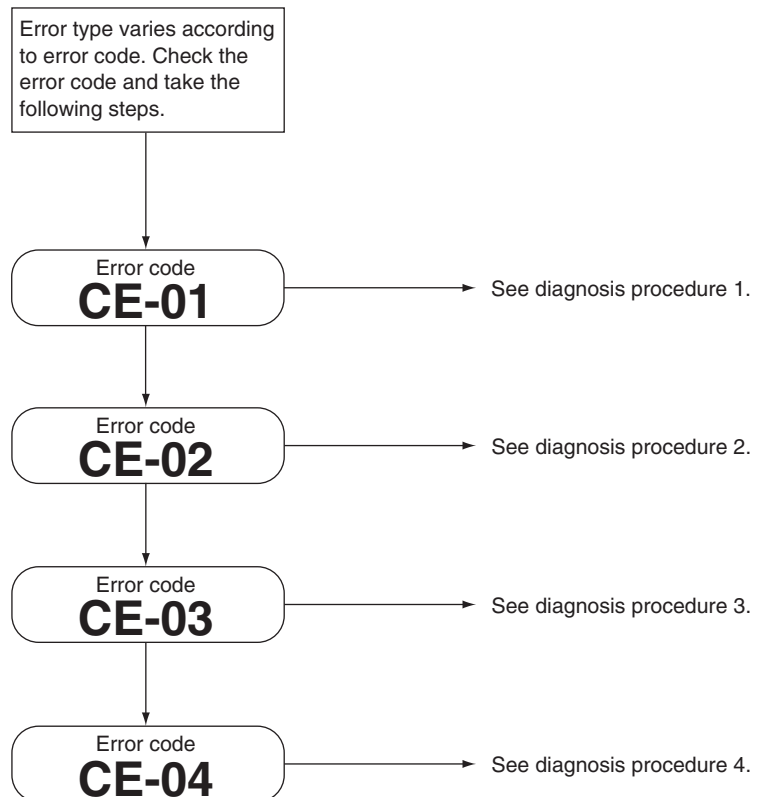 Error type varies according
to error code. Check the
error code and take the
following steps.
Error code
CE-01
See diagnosis procedure 1.
Error code
CE-02
See diagnosis procedure 2.
Error code
CE-03
See diagnosis procedure 3.
Error code
CE-04
See diagnosis procedure 4.